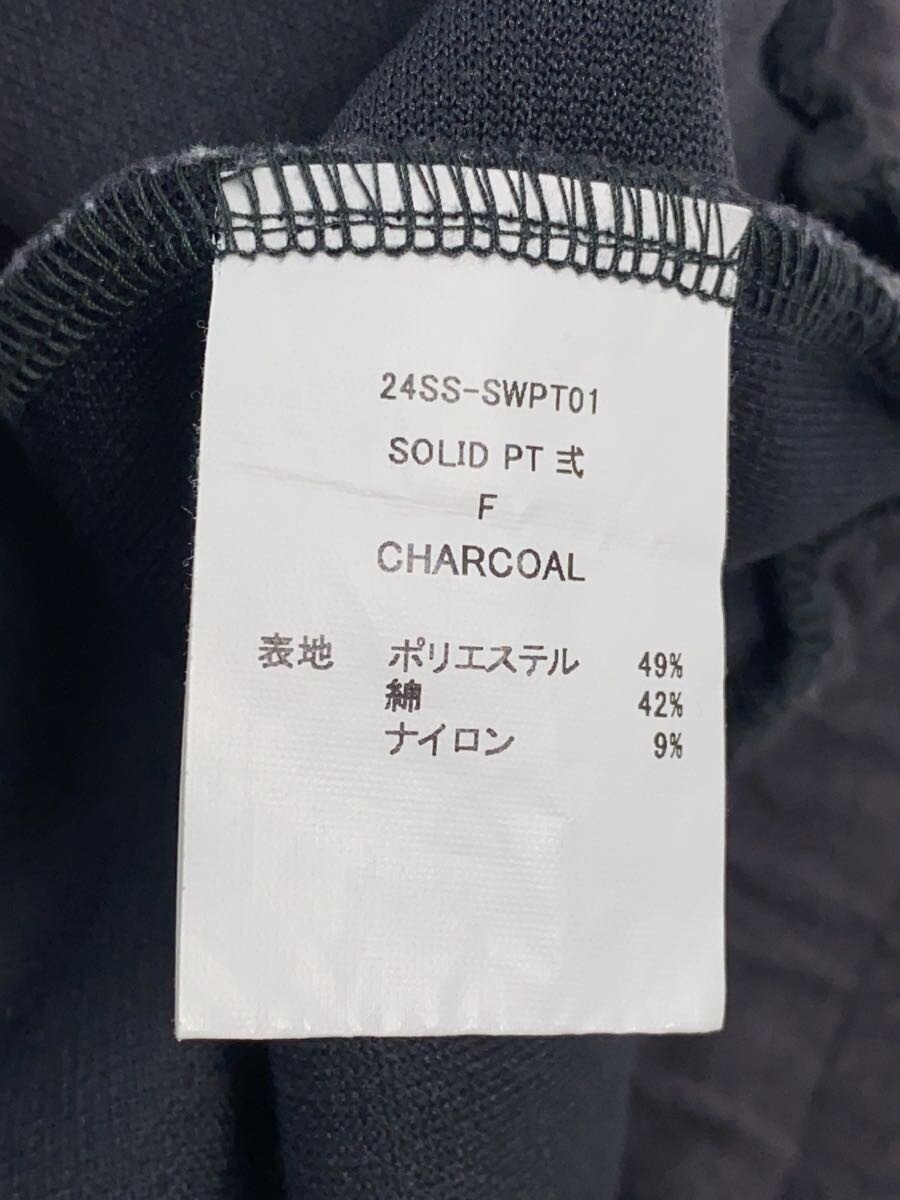 24SS-SWPT01
SOLID PT 弐
F
CHARCOAL
表地 ポリエステル 49%
綿 42%
ナイロン 9%